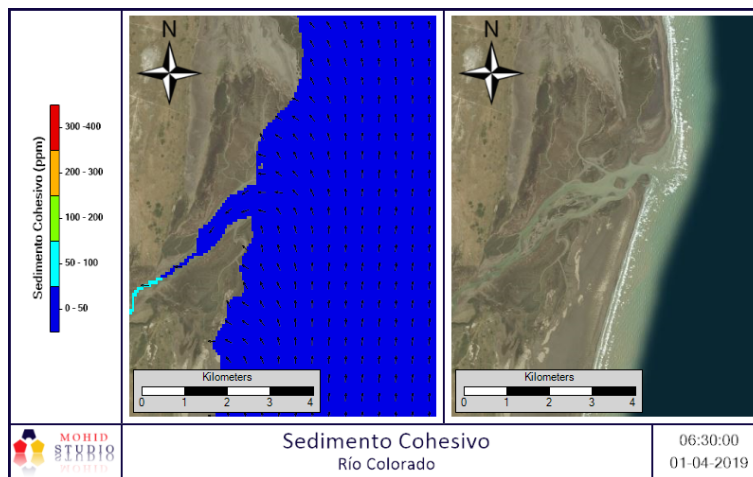 Sedimento Cohesivo (ppm)
300 -400
200 - 300
100 - 200
50 - 100
0 - 50
N
Kilometers
0 1 2 3 4
N
Kilometers
0 1 2 3 4
MOHID
STUDIO
Sedimento Cohesivo
Río Colorado
06:30:00
01-04-2019